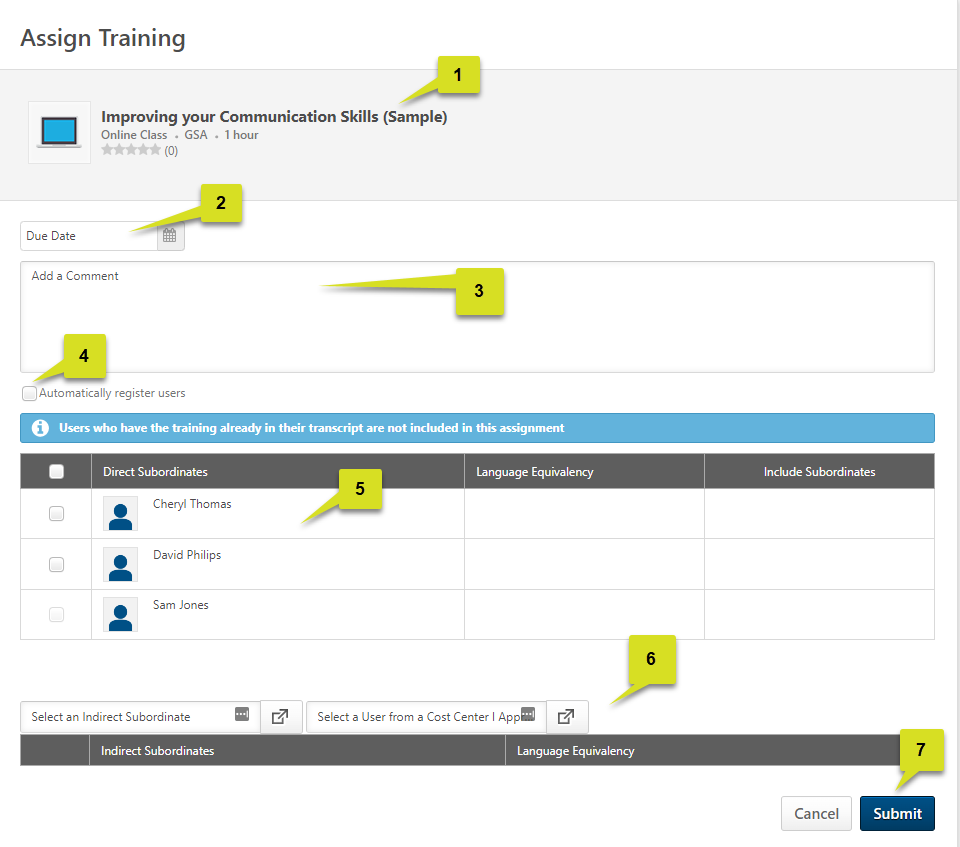 Assign Training
1
Improving your Communication Skills (Sample)
Online Class • GSA • 1 hour
(0)
2
Due Date
Add a Comment
3
4
Automatically register users
Users who have the training already in their transcript are not included in this assignment
Direct Subordinates Language Equivalency Include Subordinates
5
Cheryl Thomas
David Philips
Sam Jones
6
Select an Indirect Subordinate Select a User from a Cost Center I App
Indirect Subordinates Language Equivalency
7
Cancel Submit